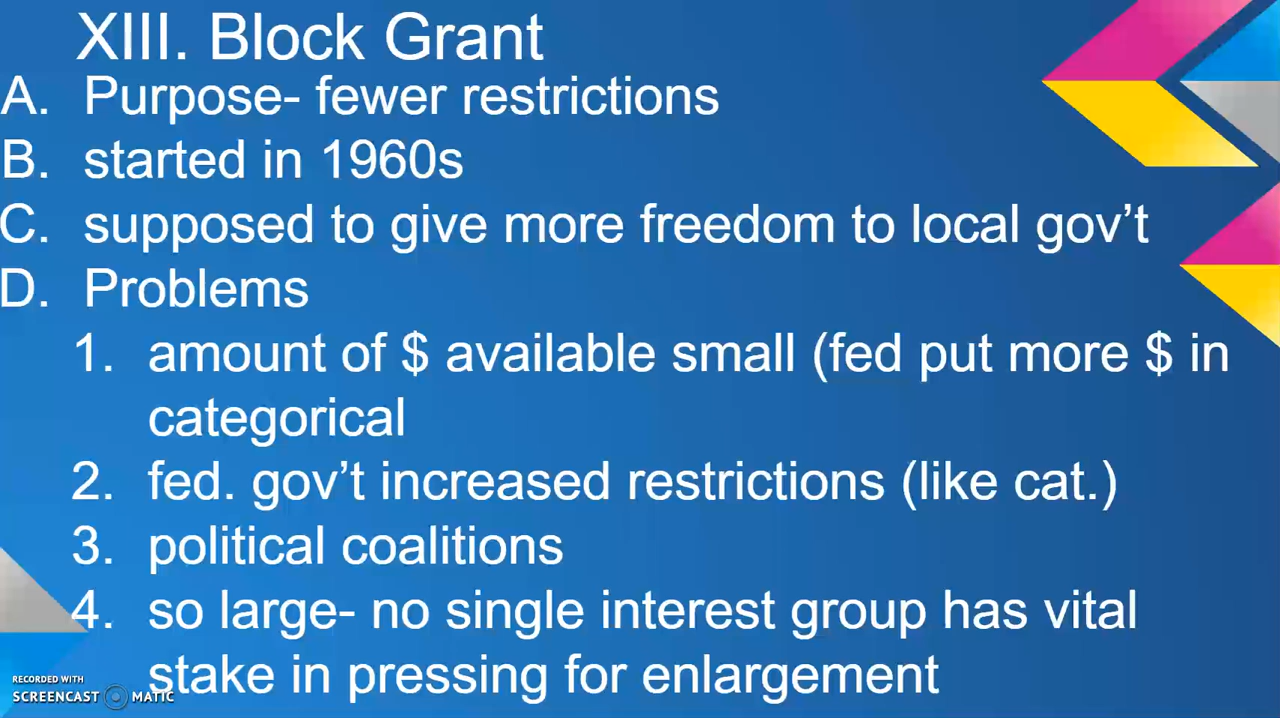 XIII. Block Grant
A. Purpose- fewer restrictions
B. started in 1960s
C. supposed to give more freedom to local gov’t
D. Problems
1. amount of $ available small (fed put more $ in
categorical
2. fed. gov’t increased restrictions (like cat.)
3. political coalitions
4. so large- no single interest group has vital
stake in pressing for enlargement
RECORDED WITH
SCREENCAST MATIC